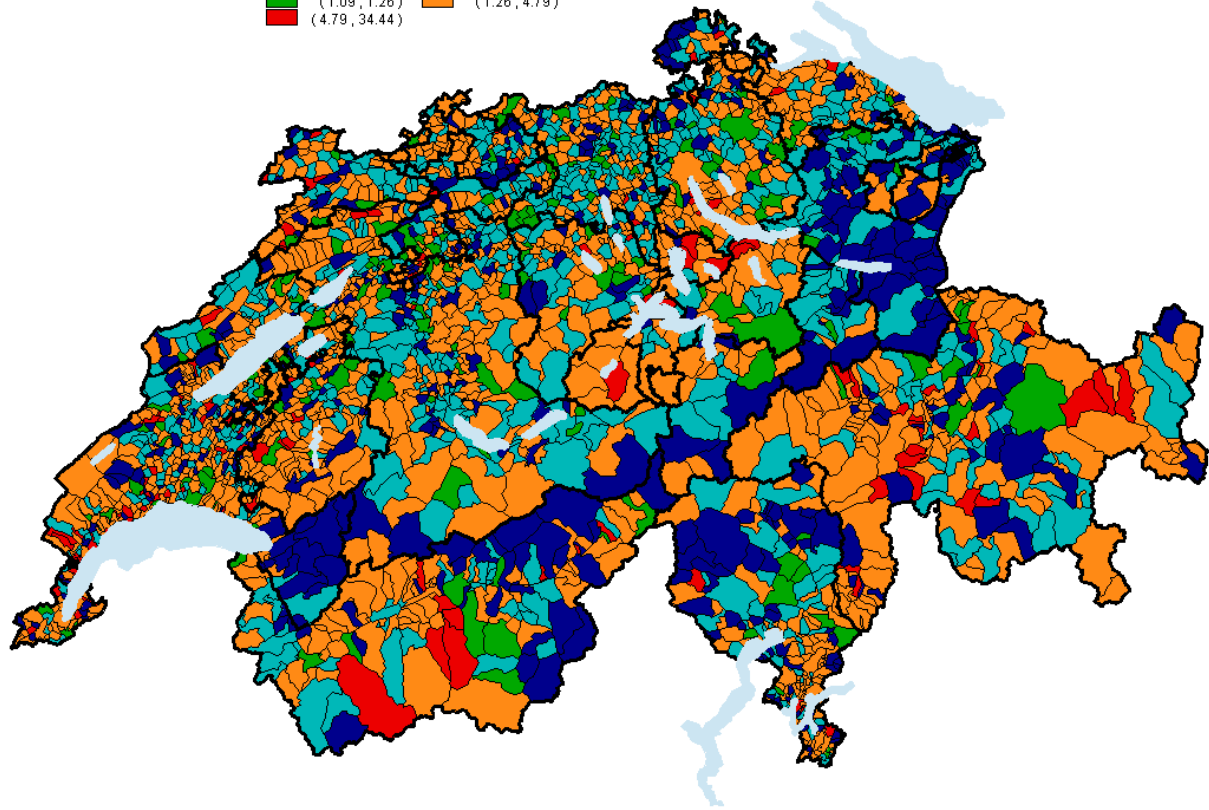 ( 1.09 , 1.26 ) ( 1.26 , 4.79 )
( 4.79 , 34.44 )